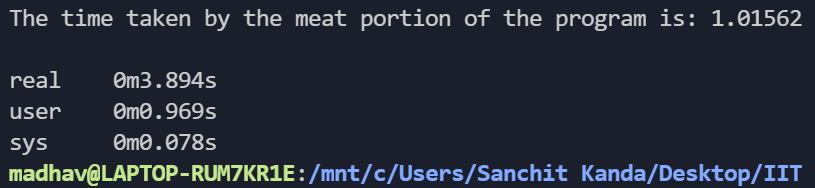 The time taken by the meat portion of the program is: 1.01562
real    0m3.894s
user    0m0.969s
sys     0m0.078s
madhav@LAPTOP-RUM7KR1E:/mnt/c/Users/Sanchit Kanda/Desktop/IIT